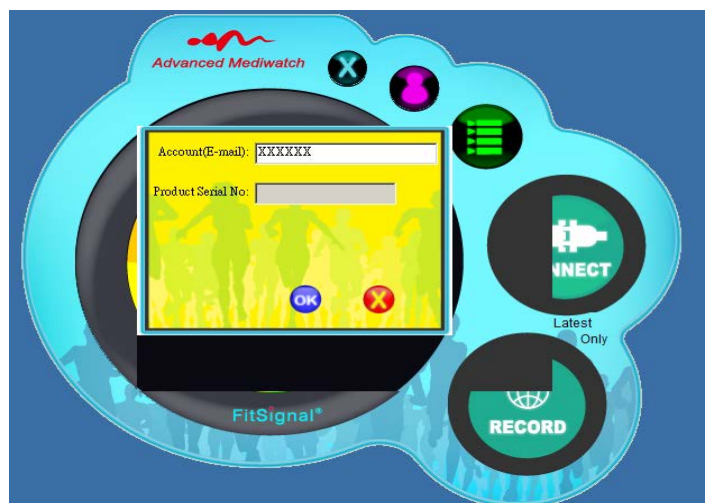 Advanced Mediwatch
Account(E-mail): XXXXXX
Product Serial No:
OK
X
NNECT
Latest
Only
RECORD
FitSignal®